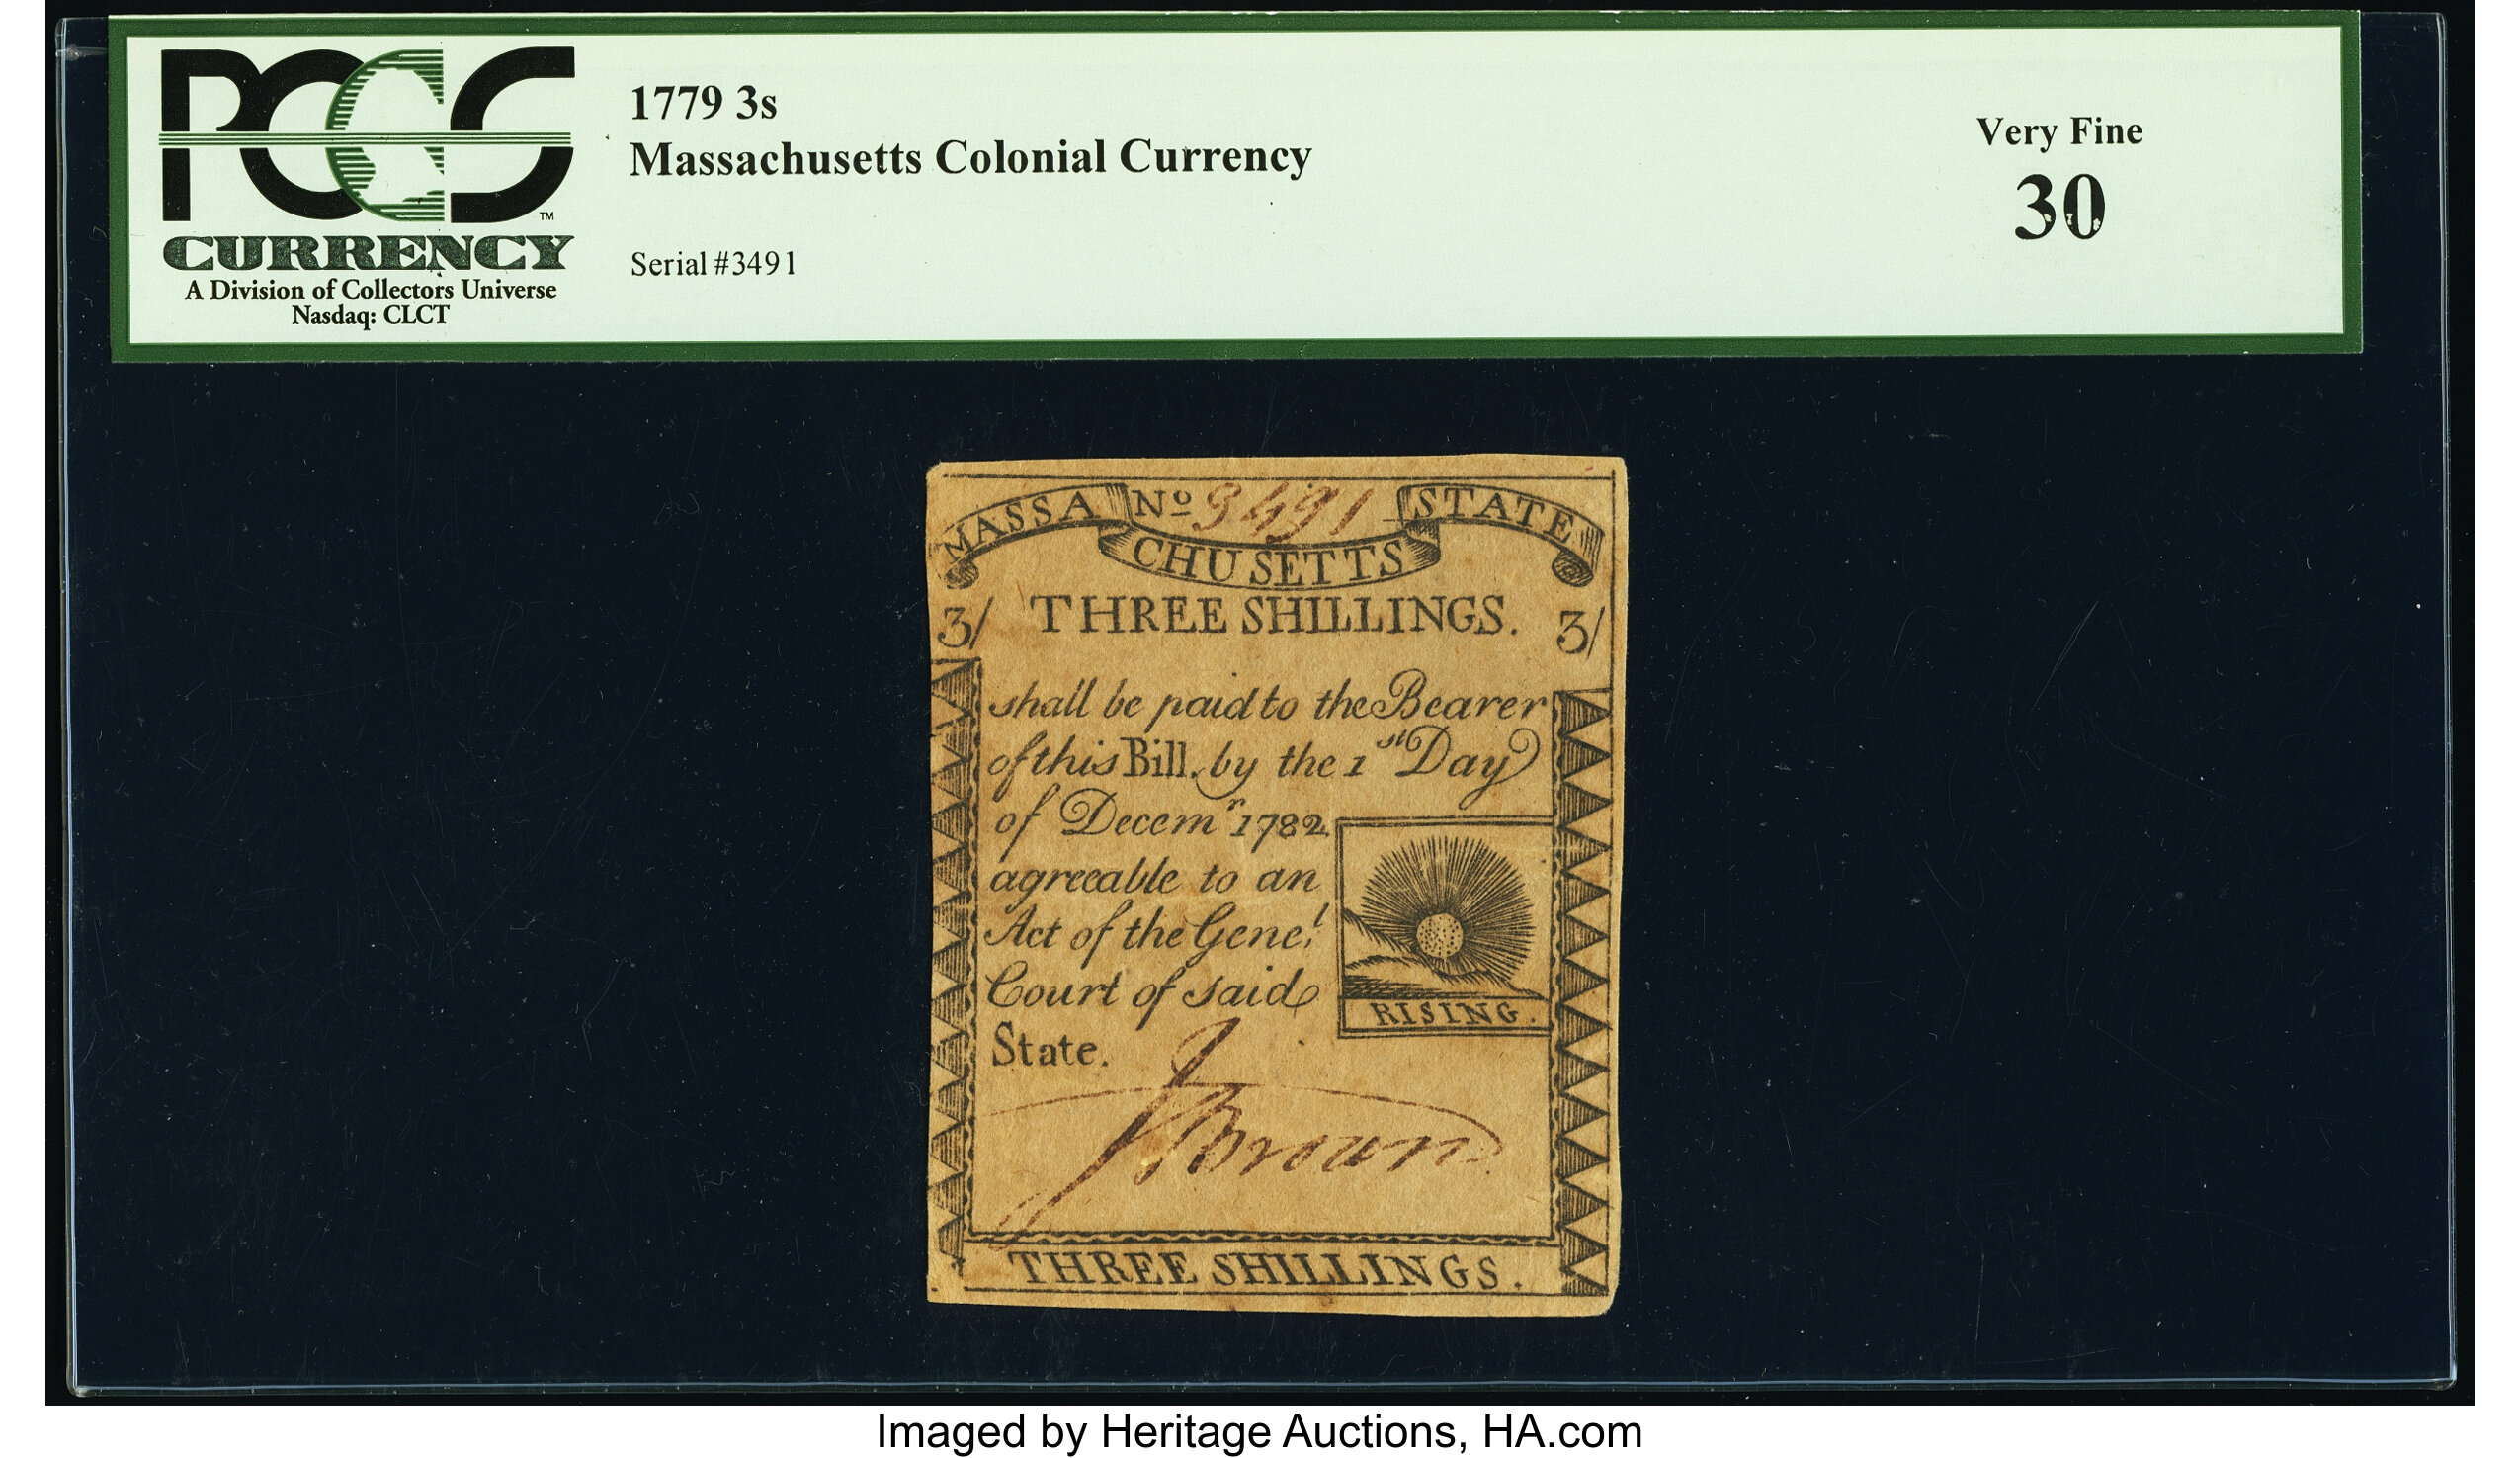 PCGS ™
CURRENCY
A Division of Collectors Universe
Nasdaq: CLCT
1779 3s
Massachusetts Colonial Currency
Serial #3491
Very Fine
30
MASSA No 3491 STATE
CHUSETTS
3/ THREE SHILLINGS. 3/
shall be paid to the Bearer
of this Bill, by the 1st Day
of Decemr 1782
agreeable to an
Act of the Genel.
Court of said
State.
RISING.
J Brown
THREE SHILLINGS.
Imaged by Heritage Auctions, HA.com